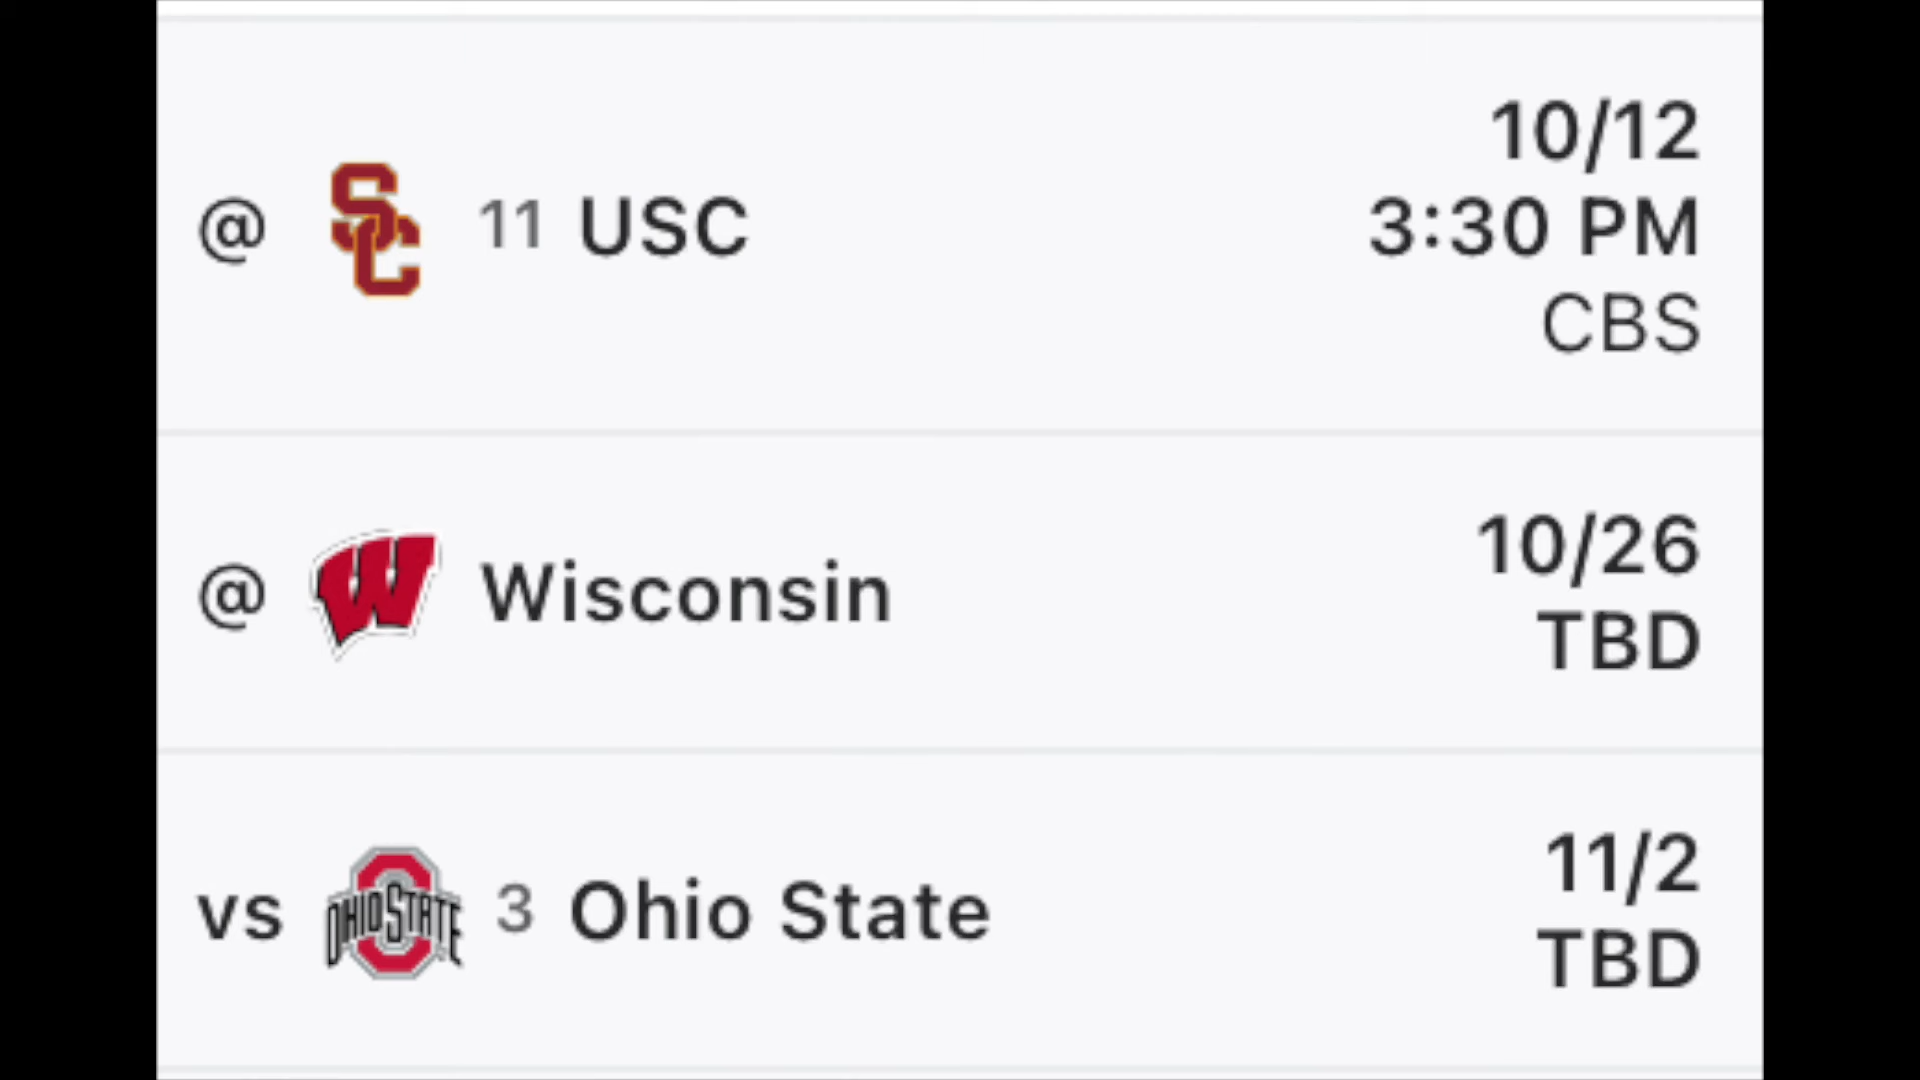 10/12
@ SC 11 USC 3:30 PM
CBS
@ W Wisconsin 10/26
TBD
vs OHIO STATE 3 Ohio State 11/2
TBD